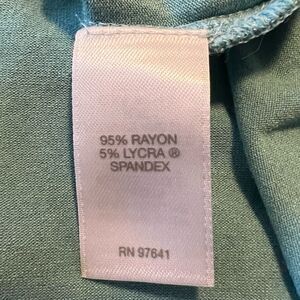 95% RAYON
5% LYCRA ®
SPANDEX
RN 97641